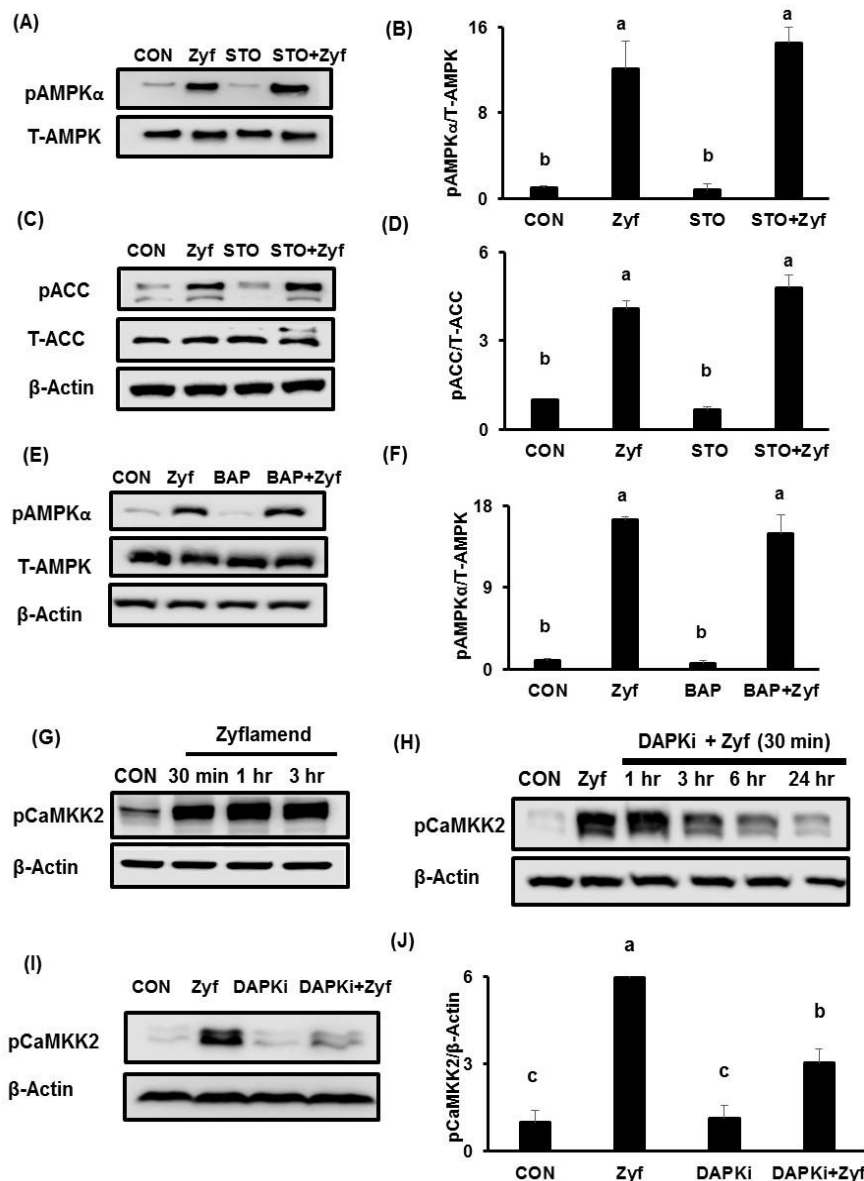 (A)
CON Zyf STO STO+Zyf
pAMPKα
T-AMPK
(B)
pAMPKα/T-AMPK
16
8
0
b
a
b
a
CON Zyf STO STO+Zyf
(C)
CON Zyf STO STO+Zyf
pACC
T-ACC
β-Actin
(D)
pACC/T-ACC
6
3
0
b
a
b
a
CON Zyf STO STO+Zyf
(E)
CON Zyf BAP BAP+Zyf
pAMPKα
T-AMPK
β-Actin
(F)
pAMPKα/T-AMPK
18
9
0
b
a
b
a
CON Zyf BAP BAP+Zyf
(G)
Zyflamend
CON 30 min 1 hr 3 hr
pCaMKK2
β-Actin
(H)
DAPKi + Zyf (30 min)
CON Zyf 1 hr 3 hr 6 hr 24 hr
pCaMKK2
β-Actin
(I)
CON Zyf DAPKi DAPKi+Zyf
pCaMKK2
β-Actin
(J)
pCaMKK2/β-Actin
6
3
0
c
a
c
b
CON Zyf DAPKi DAPKi+Zyf